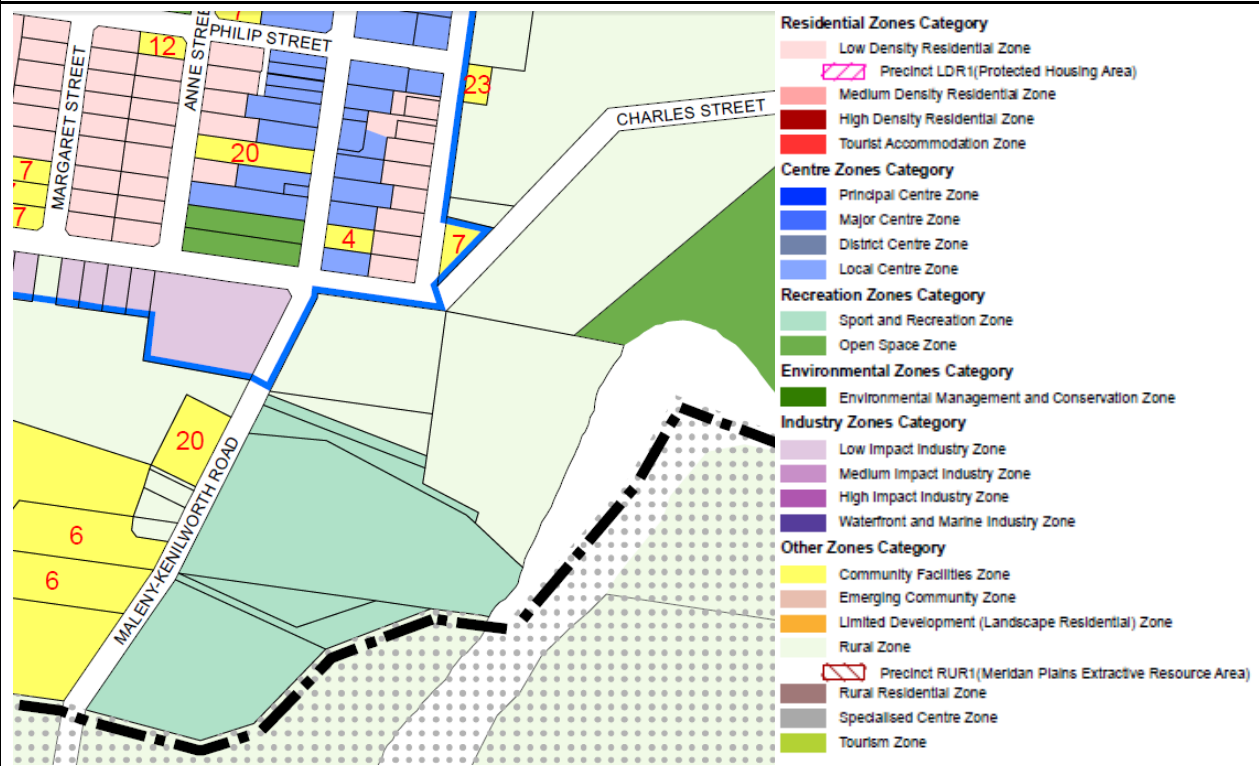 PHILIP STREET
ANNE STREE
MARGARET STREET
CHARLES STREET
MALENY-KENILWORTH ROAD
12
23
20
7
7
4
7
20
6
6
Residential Zones Category
Low Density Residential Zone
Precinct LDR1(Protected Housing Area)
Medium Density Residential Zone
High Density Residential Zone
Tourist Accommodation Zone
Centre Zones Category
Principal Centre Zone
Major Centre Zone
District Centre Zone
Local Centre Zone
Recreation Zones Category
Sport and Recreation Zone
Open Space Zone
Environmental Zones Category
Environmental Management and Conservation Zone
Industry Zones Category
Low Impact Industry Zone
Medium Impact Industry Zone
High Impact Industry Zone
Waterfront and Marine Industry Zone
Other Zones Category
Community Facilities Zone
Emerging Community Zone
Limited Development (Landscape Residential) Zone
Rural Zone
Precinct RUR1(Meridan Plains Extractive Resource Area)
Rural Residential Zone
Specialised Centre Zone
Tourism Zone